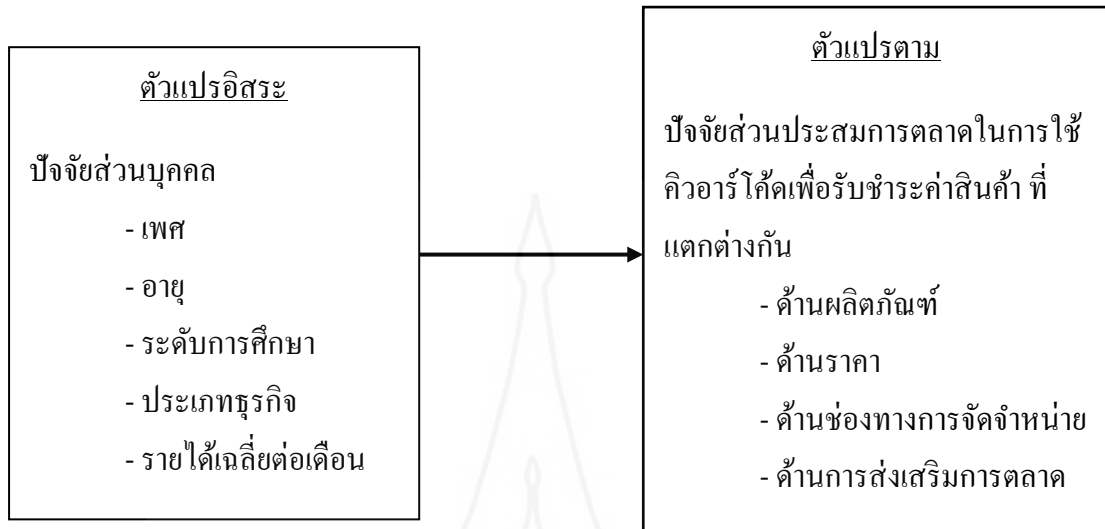 ตัวแปรอิสระ
ปัจจัยส่วนบุคคล
- เพศ
- อายุ
- ระดับการศึกษา
- ประเภทธุรกิจ
- รายได้เฉลี่ยต่อเดือน
ตัวแปรตาม
ปัจจัยส่วนประสมการตลาดในการใช้
คิวอาร์โค้ดเพื่อรับชำระค่าสินค้า ที่
แตกต่างกัน
- ด้านผลิตภัณฑ์
- ด้านราคา
- ด้านช่องทางการจัดจำหน่าย
- ด้านการส่งเสริมการตลาด